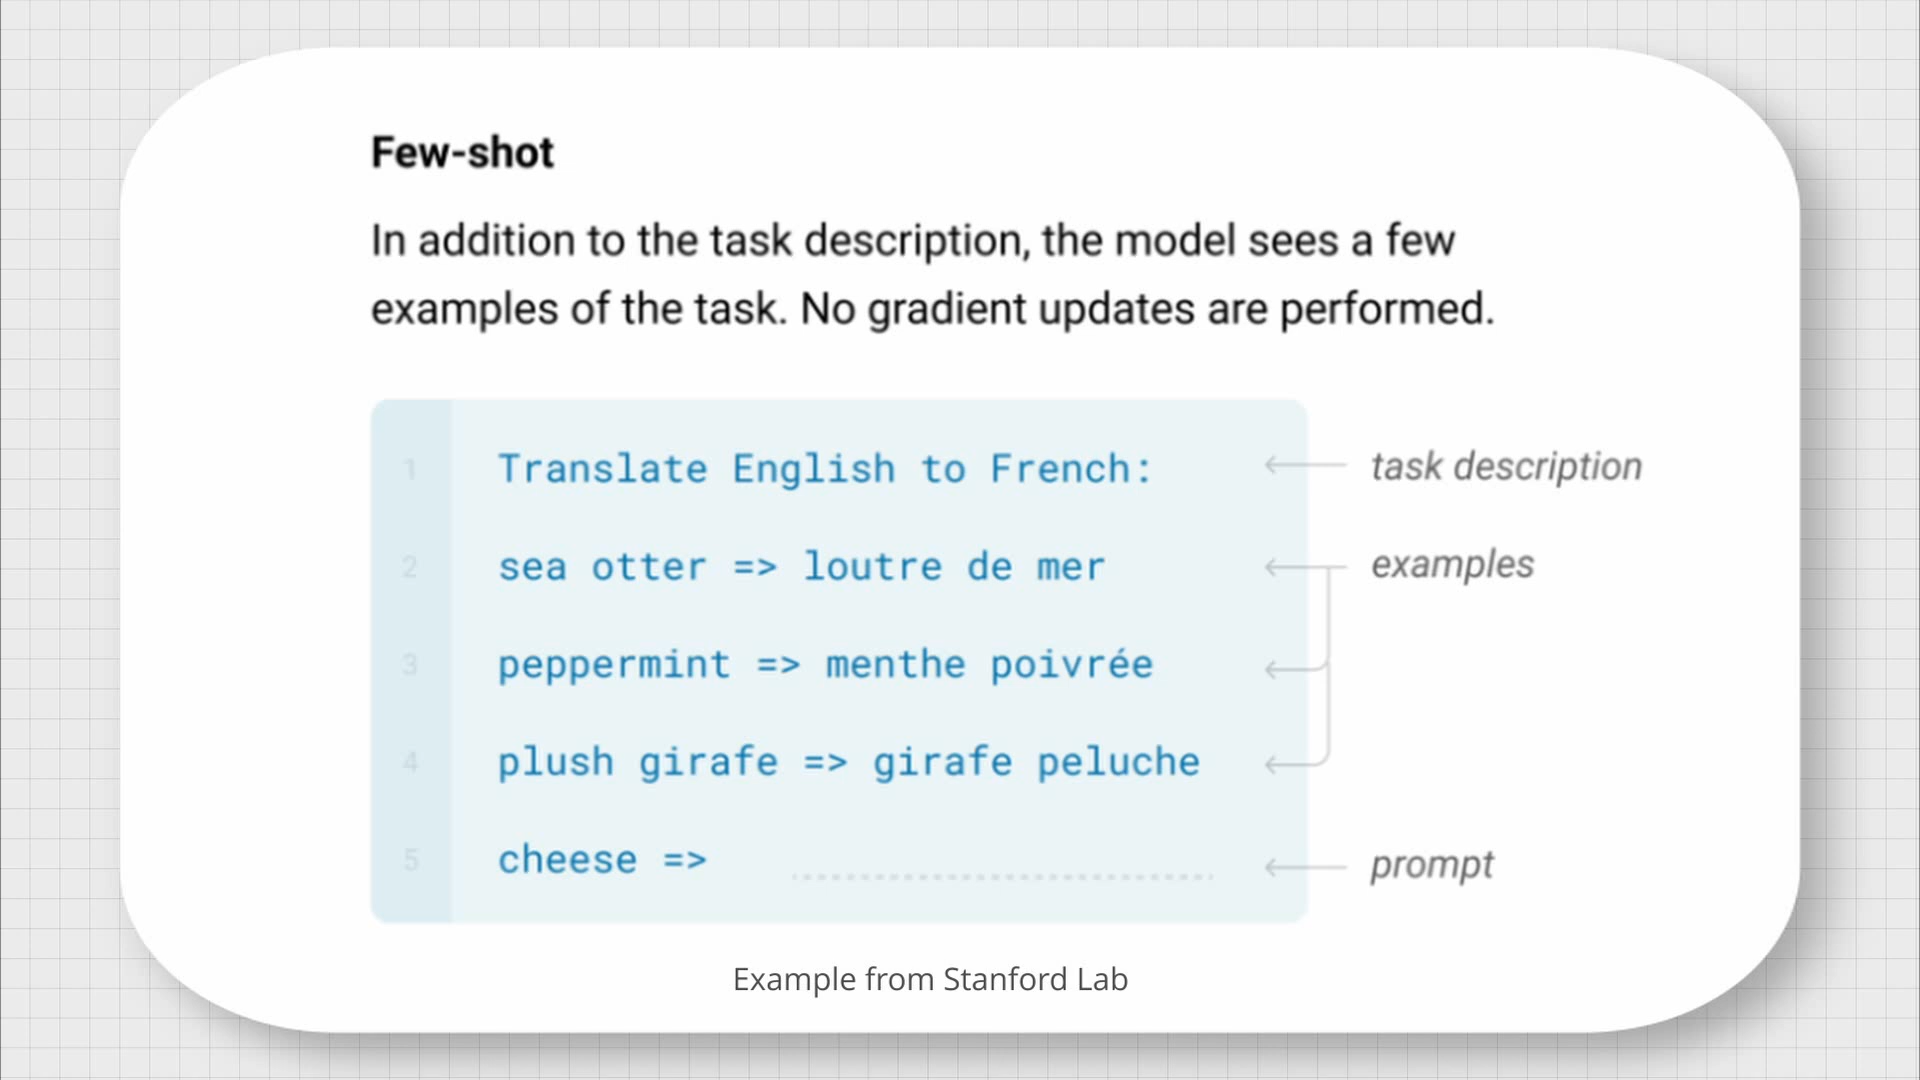 Few-shot
In addition to the task description, the model sees a few
examples of the task. No gradient updates are performed.
1 Translate English to French: task description
2 sea otter => loutre de mer examples
3 peppermint => menthe poivrée
4 plush girafe => girafe peluche
5 cheese => prompt
Example from Stanford Lab